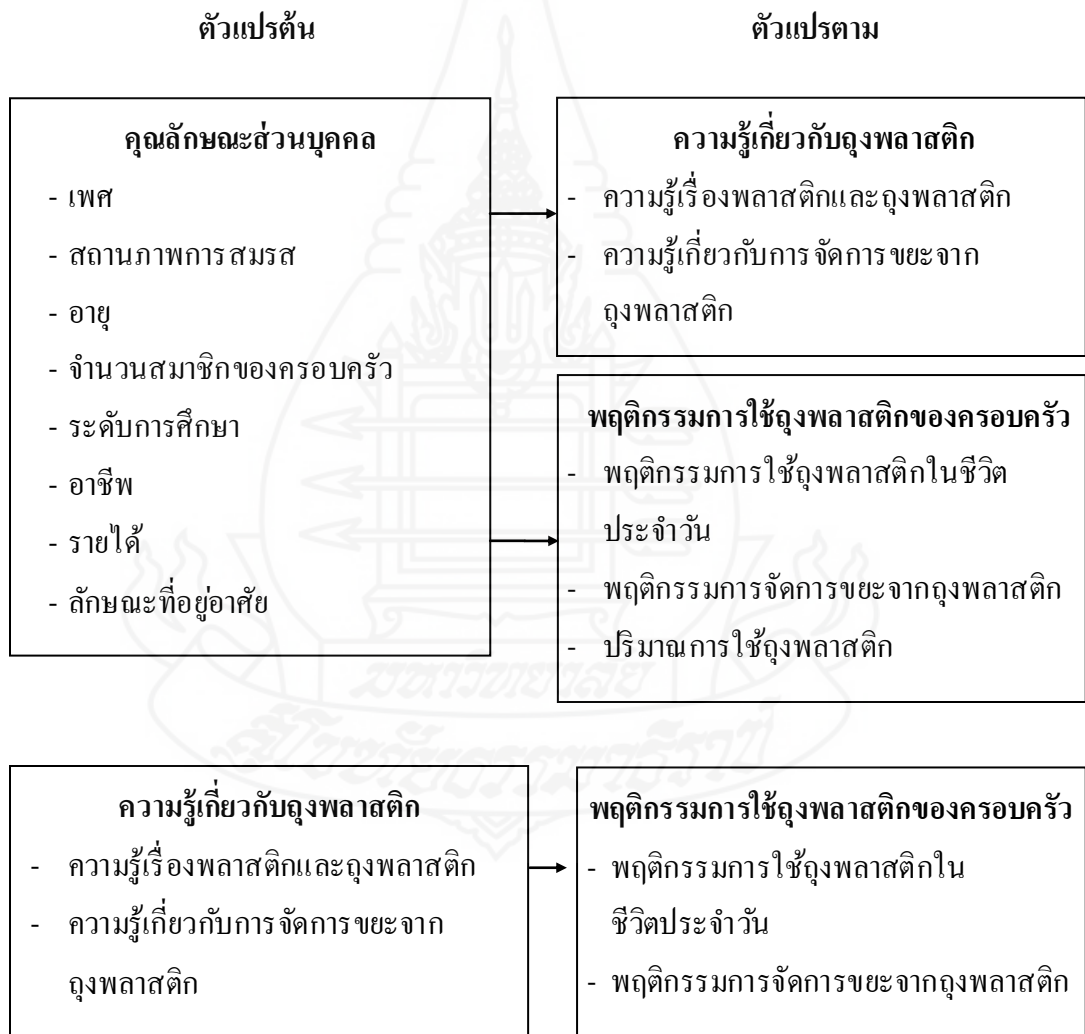 ตัวแปรต้น
ตัวแปรตาม
คุณลักษณะส่วนบุคคล
- เพศ
- สถานภาพการสมรส
- อายุ
- จำนวนสมาชิกของครอบครัว
- ระดับการศึกษา
- อาชีพ
- รายได้
- ลักษณะที่อยู่อาศัย
ความรู้เกี่ยวกับถุงพลาสติก
- ความรู้เรื่องพลาสติกและถุงพลาสติก
- ความรู้เกี่ยวกับการจัดการขยะจาก
ถุงพลาสติก
พฤติกรรมการใช้ถุงพลาสติกของครอบครัว
- พฤติกรรมการใช้ถุงพลาสติกในชีวิต
ประจำวัน
- พฤติกรรมการจัดการขยะจากถุงพลาสติก
- ปริมาณการใช้ถุงพลาสติก
มหาวิทยาลัย
สุโขทัยธรรมาธิราช
ความรู้เกี่ยวกับถุงพลาสติก
- ความรู้เรื่องพลาสติกและถุงพลาสติก
- ความรู้เกี่ยวกับการจัดการขยะจาก
ถุงพลาสติก
พฤติกรรมการใช้ถุงพลาสติกของครอบครัว
- พฤติกรรมการใช้ถุงพลาสติกใน
ชีวิตประจำวัน
- พฤติกรรมการจัดการขยะจากถุงพลาสติก